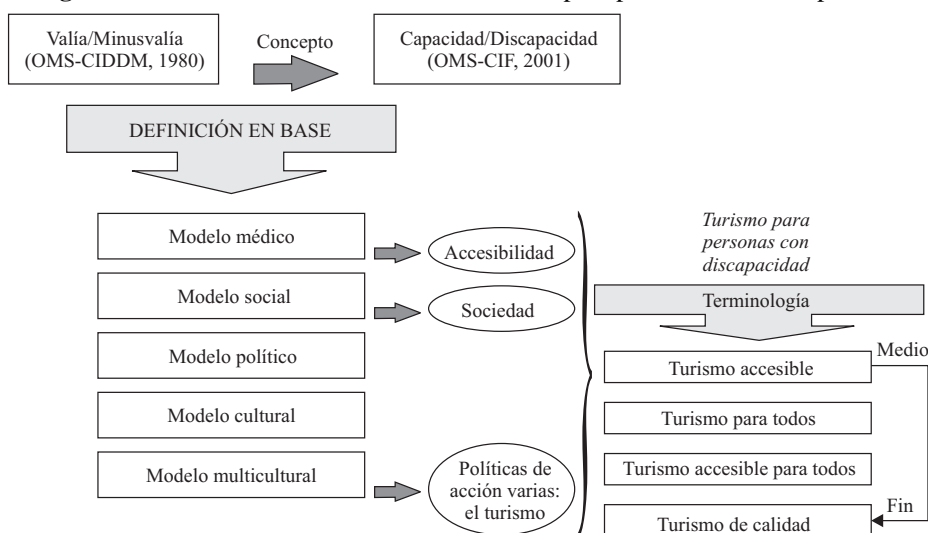 Valía/Minusvalía
(OMS-CIDDM, 1980)
Concepto
Capacidad/Discapacidad
(OMS-CIF, 2001)
DEFINICIÓN EN BASE
Modelo médico
Accesibilidad
Modelo social
Sociedad
Modelo político
Modelo cultural
Modelo multicultural
Políticas de
acción varias:
el turismo
Turismo para
personas con
discapacidad
Terminología
Turismo accesible
Medio
Turismo para todos
Turismo accesible para todos
Turismo de calidad
Fin